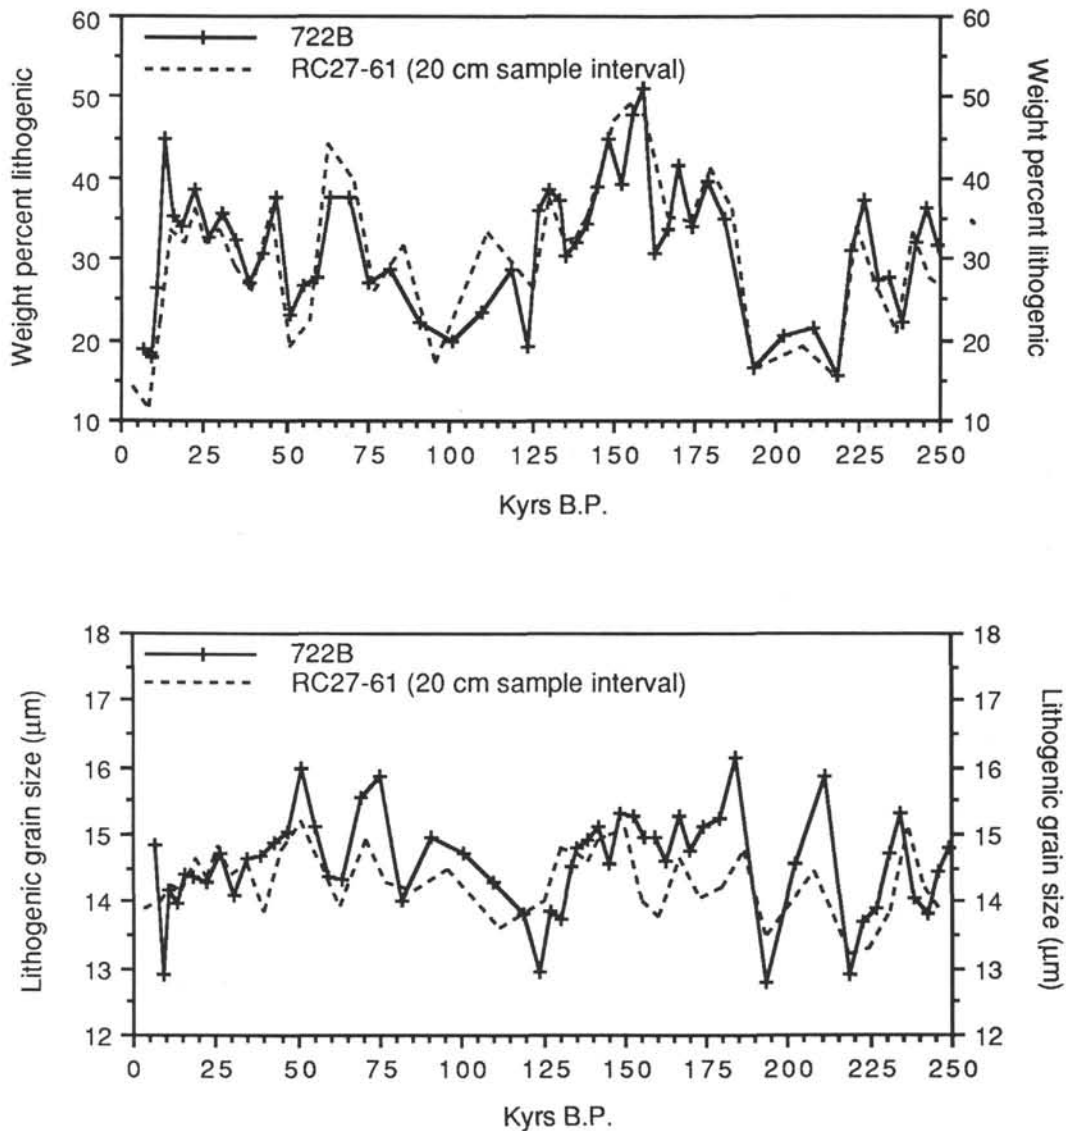 60
50
40
30
20
10
Weight percent lithogenic
722B
RC27-61 (20 cm sample interval)
60
50
40
30
20
10
Weight percent lithogenic
0 25 50 75 100 125 150 175 200 225 250
Kyrs B.P.
18
17
16
15
14
13
12
Lithogenic grain size (μm)
722B
RC27-61 (20 cm sample interval)
18
17
16
15
14
13
12
Lithogenic grain size (μm)
0 25 50 75 100 125 150 175 200 225 250
Kyrs B.P.